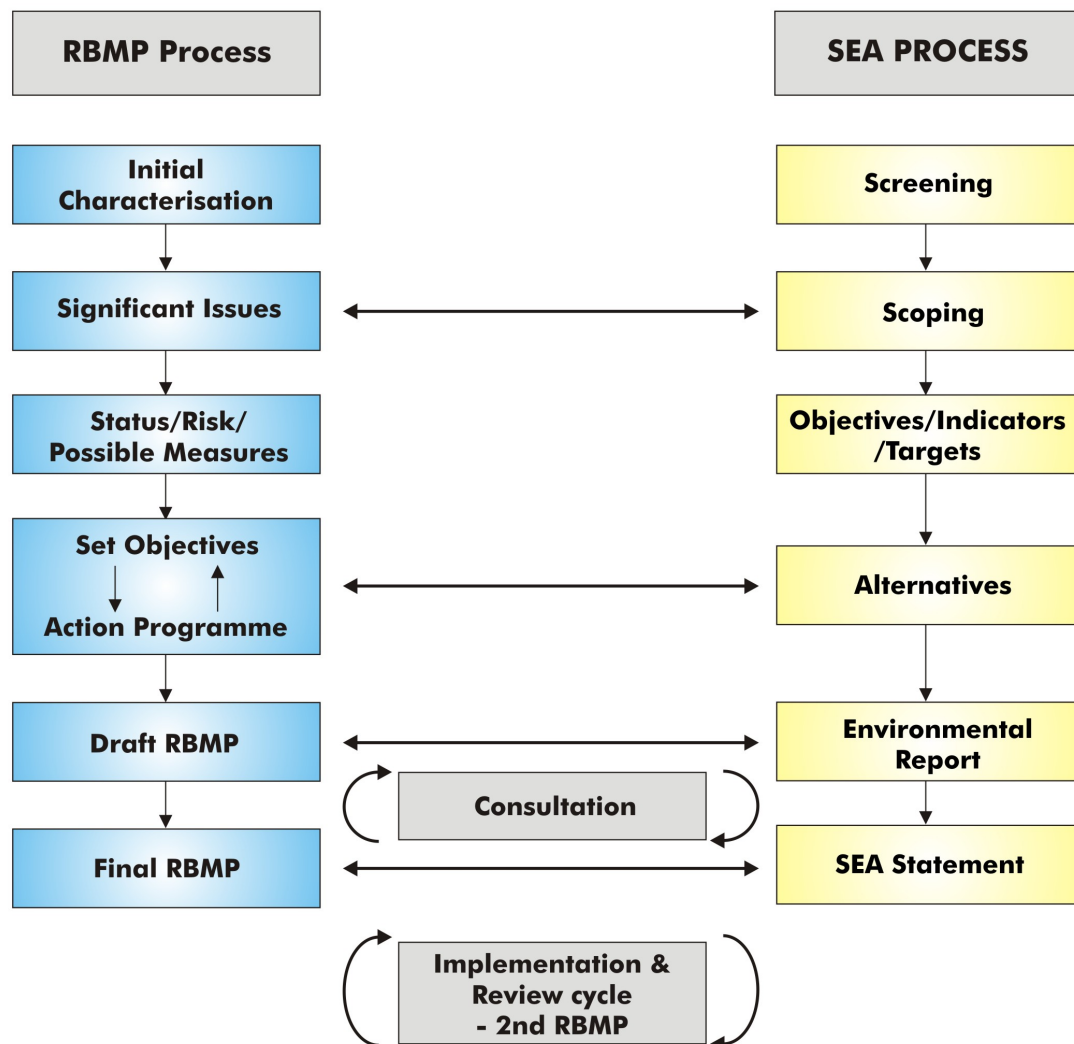 RBMP Process
SEA PROCESS
Initial
Characterisation
Screening
Significant Issues
Scoping
Status/Risk/
Possible Measures
Objectives/Indicators
/Targets
Set Objectives
Action Programme
Alternatives
Draft RBMP
Environmental
Report
Consultation
Final RBMP
SEA Statement
Implementation &
Review cycle
- 2nd RBMP